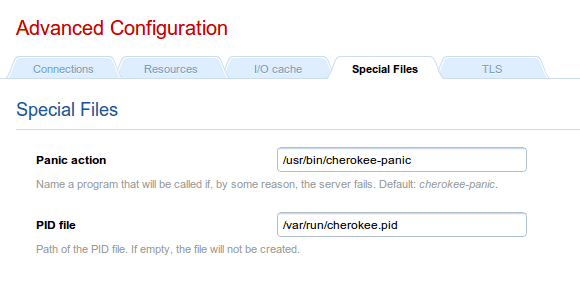 Advanced Configuration
Connections Resources I/O cache Special Files TLS
Special Files
Panic action /usr/bin/cherokee-panic
Name a program that will be called if, by some reason, the server fails. Default: cherokee-panic.
PID file /var/run/cherokee.pid
Path of the PID file. If empty, the file will not be created.